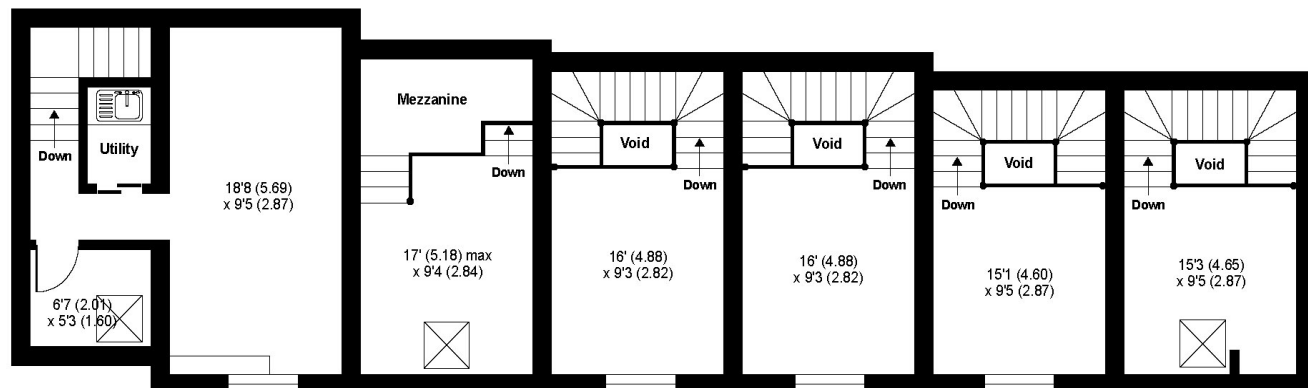 Down
Utility
18'8 (5.69)
x 9'5 (2.87)
6'7 (2.01)
x 5'3 (1.60)
Mezzanine
Down
17' (5.18) max
x 9'4 (2.84)
Void
Down
16' (4.88)
x 9'3 (2.82)
Void
Down
16' (4.88)
x 9'3 (2.82)
Void
Down
15'1 (4.60)
x 9'5 (2.87)
Void
Down
15'3 (4.65)
x 9'5 (2.87)